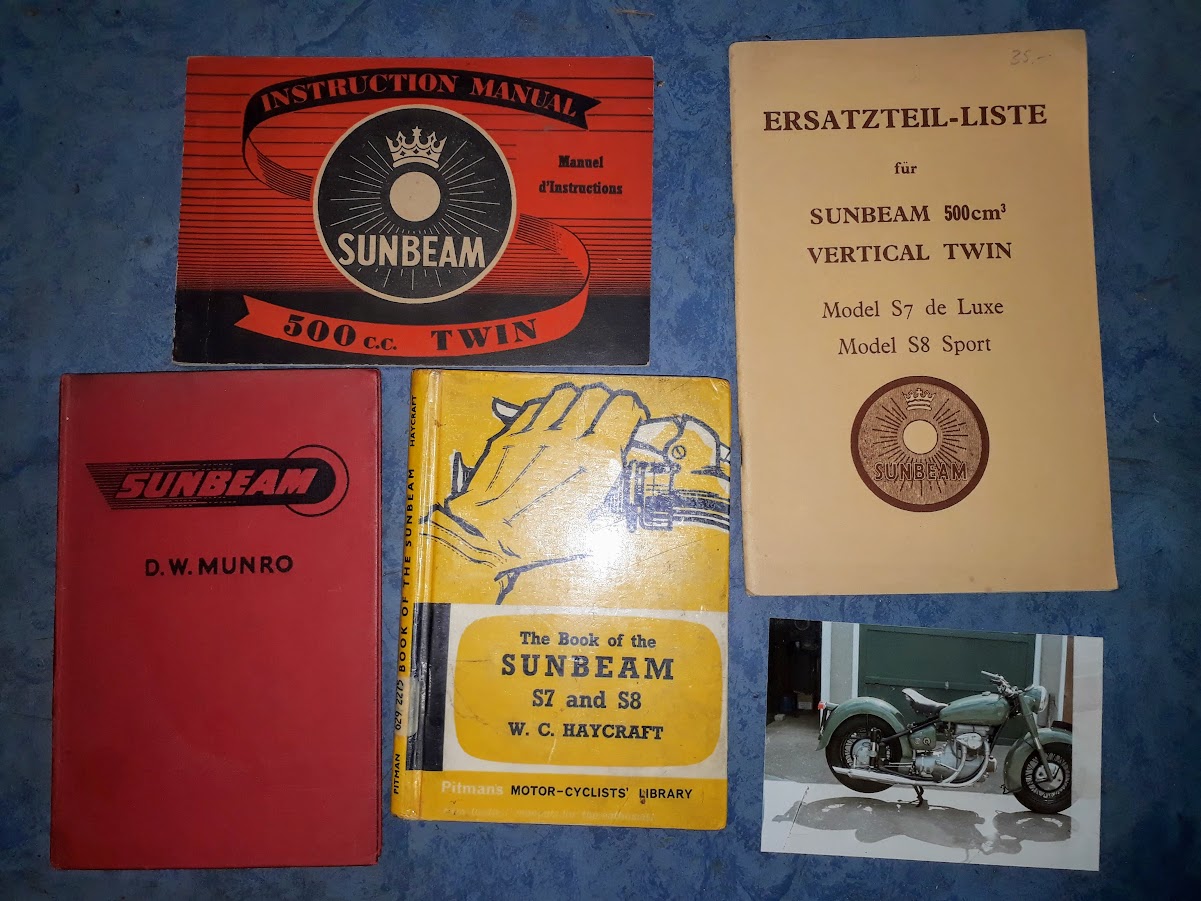 INSTRUCTION MANUAL
Manuel
d'Instructions
SUNBEAM
500 c.c. TWIN
35.-
ERSATZTEIL-LISTE
für
SUNBEAM 500cm³
VERTICAL TWIN
Model S7 de Luxe
Model S8 Sport
SUNBEAM
SUNBEAM
D.W. MUNRO
PITMAN 629 2275 BOOK OF THE SUNBEAM HAYCRAFT
The Book of the
SUNBEAM
S7 and S8
W. C. HAYCRAFT
Pitmans MOTOR-CYCLISTS' LIBRARY